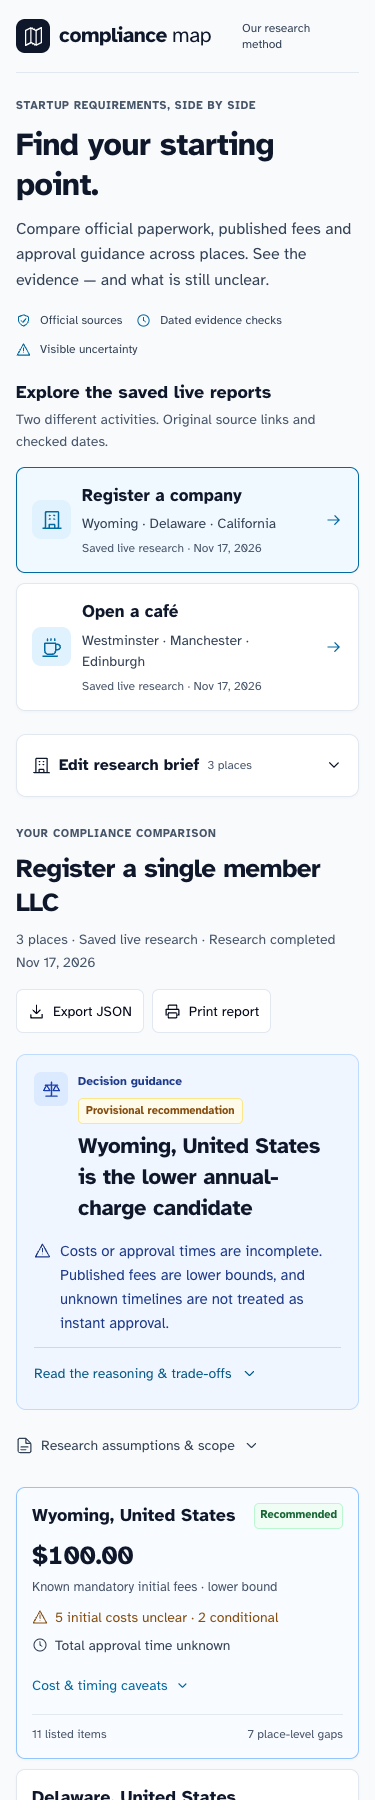 compliance map
Our research
method
STARTUP REQUIREMENTS, SIDE BY SIDE
Find your starting
point.
Compare official paperwork, published fees and
approval guidance across places. See the
evidence — and what is still unclear.
Official sources
Dated evidence checks
Visible uncertainty
Explore the saved live reports
Two different activities. Original source links and
checked dates.
Register a company
Wyoming · Delaware · California
Saved live research · Nov 17, 2026
Open a café
Westminster · Manchester ·
Edinburgh
Saved live research · Nov 17, 2026
Edit research brief 3 places
YOUR COMPLIANCE COMPARISON
Register a single member
LLC
3 places · Saved live research · Research completed
Nov 17, 2026
Export JSON
Print report
Decision guidance
Provisional recommendation
Wyoming, United States
is the lower annual-
charge candidate
Costs or approval times are incomplete.
Published fees are lower bounds, and
unknown timelines are not treated as
instant approval.
Read the reasoning & trade-offs
Research assumptions & scope
Wyoming, United States
Recommended
$100.00
Known mandatory initial fees · lower bound
5 initial costs unclear · 2 conditional
Total approval time unknown
Cost & timing caveats
11 listed items
7 place-level gaps
Delaware, United States